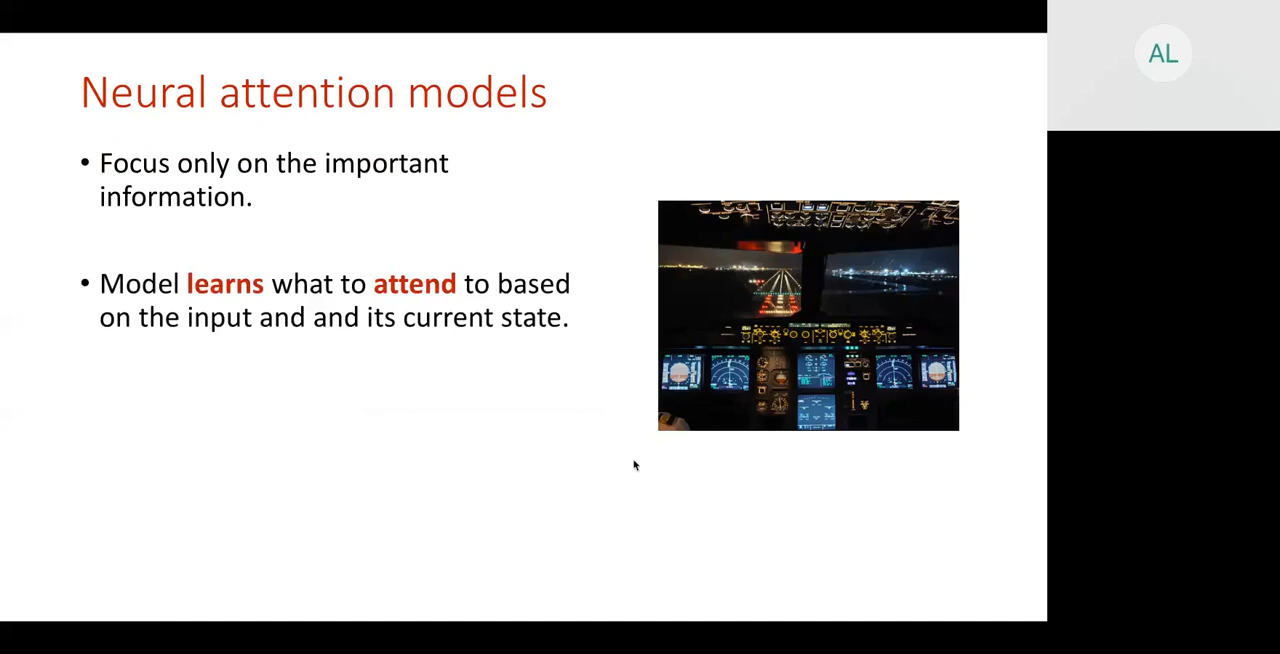 Neural attention models
• Focus only on the important
information.
• Model learns what to attend to based
on the input and and its current state.
AL